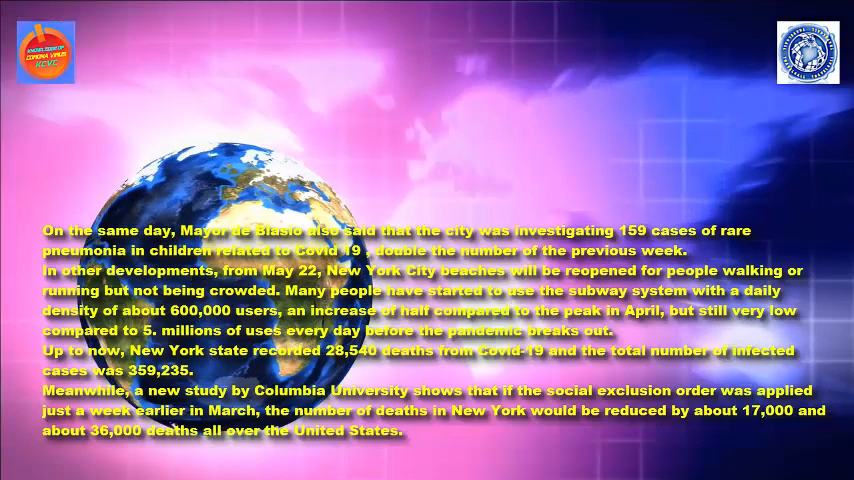 KNOWLEDGE OF
CORONA VIRUS
KCVC
On the same day, Mayor de Blasio also said that the city was investigating 159 cases of rare
pneumonia in children related to Covid 19 , double the number of the previous week.
In other developments, from May 22, New York City beaches will be reopened for people walking or
running but not being crowded. Many people have started to use the subway system with a daily
density of about 600,000 users, an increase of half compared to the peak in April, but still very low
compared to 5. millions of uses every day before the pandemic breaks out.
Up to now, New York state recorded 28,540 deaths from Covid-19 and the total number of infected
cases was 359,235.
Meanwhile, a new study by Columbia University shows that if the social exclusion order was applied
just a week earlier in March, the number of deaths in New York would be reduced by about 17,000 and
about 36,000 deaths all over the United States.